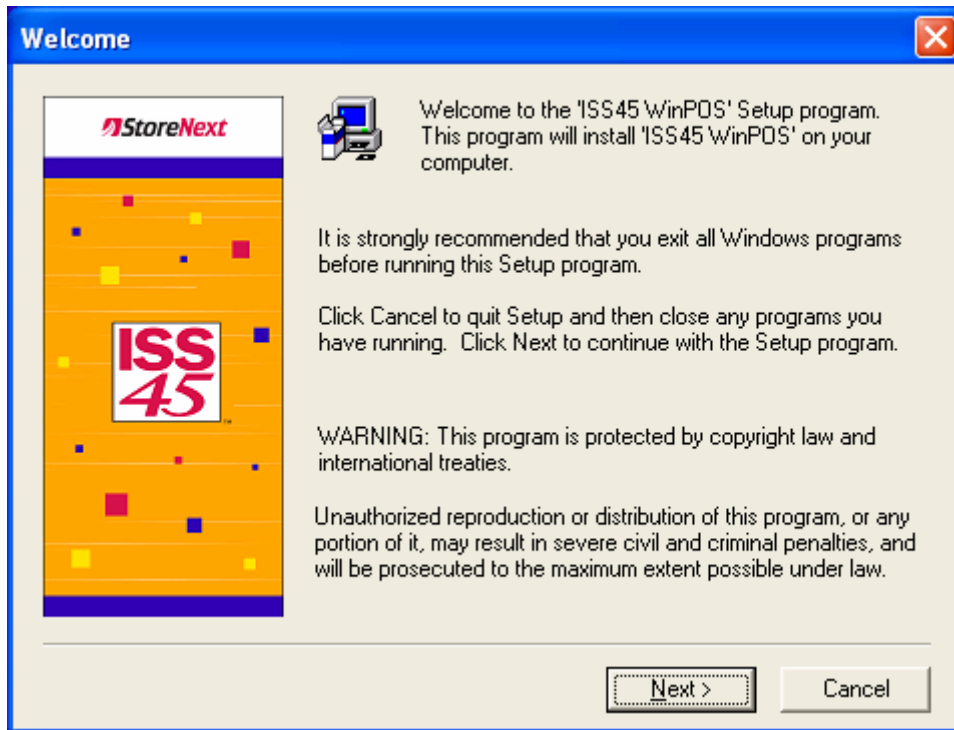 Welcome
StoreNext
Welcome to the 'ISS45 WinPOS' Setup program.
This program will install 'ISS45 WinPOS' on your
computer.
It is strongly recommended that you exit all Windows programs
before running this Setup program.
Click Cancel to quit Setup and then close any programs you
have running.  Click Next to continue with the Setup program.
ISS
45
WARNING: This program is protected by copyright law and
international treaties.
Unauthorized reproduction or distribution of this program, or any
portion of it, may result in severe civil and criminal penalties, and
will be prosecuted to the maximum extent possible under law.
Next >
Cancel